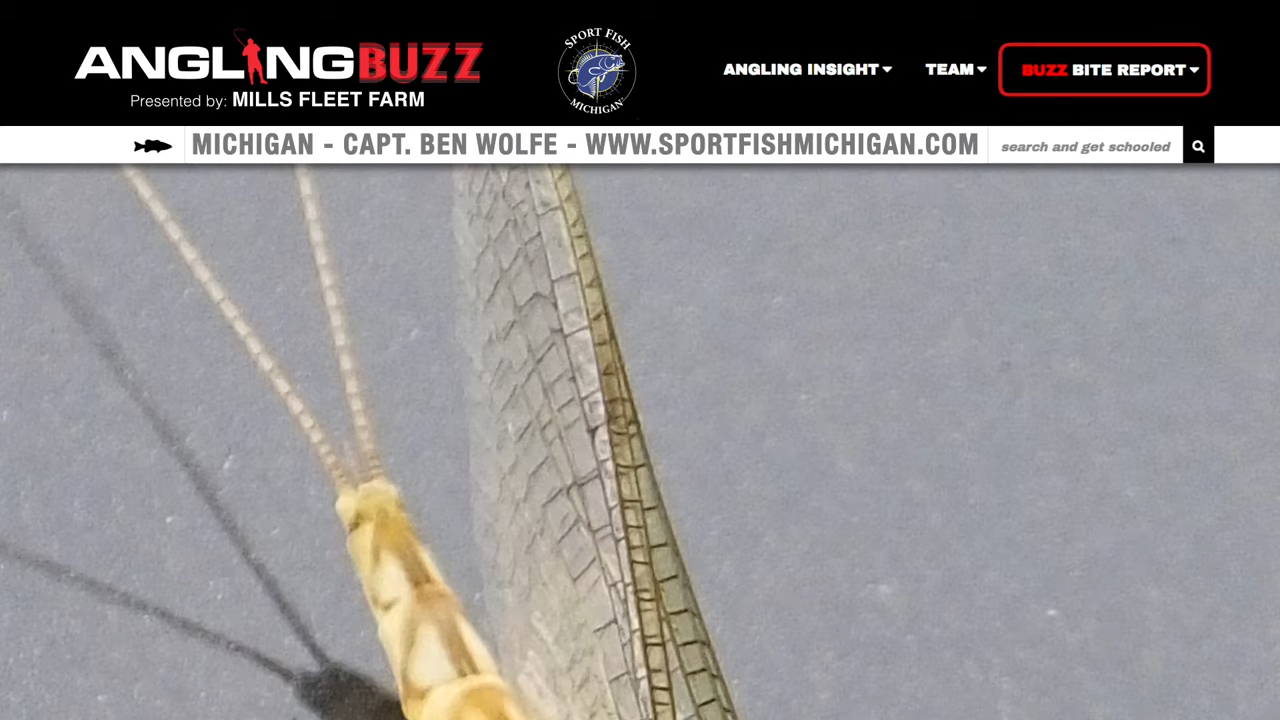 ANGLINGBUZZ
Presented by: MILLS FLEET FARM
SPORT FISH
MICHIGAN
ANGLING INSIGHT
TEAM
BUZZ BITE REPORT
MICHIGAN - CAPT. BEN WOLFE - WWW.SPORTFISHMICHIGAN.COM
search and get schooled